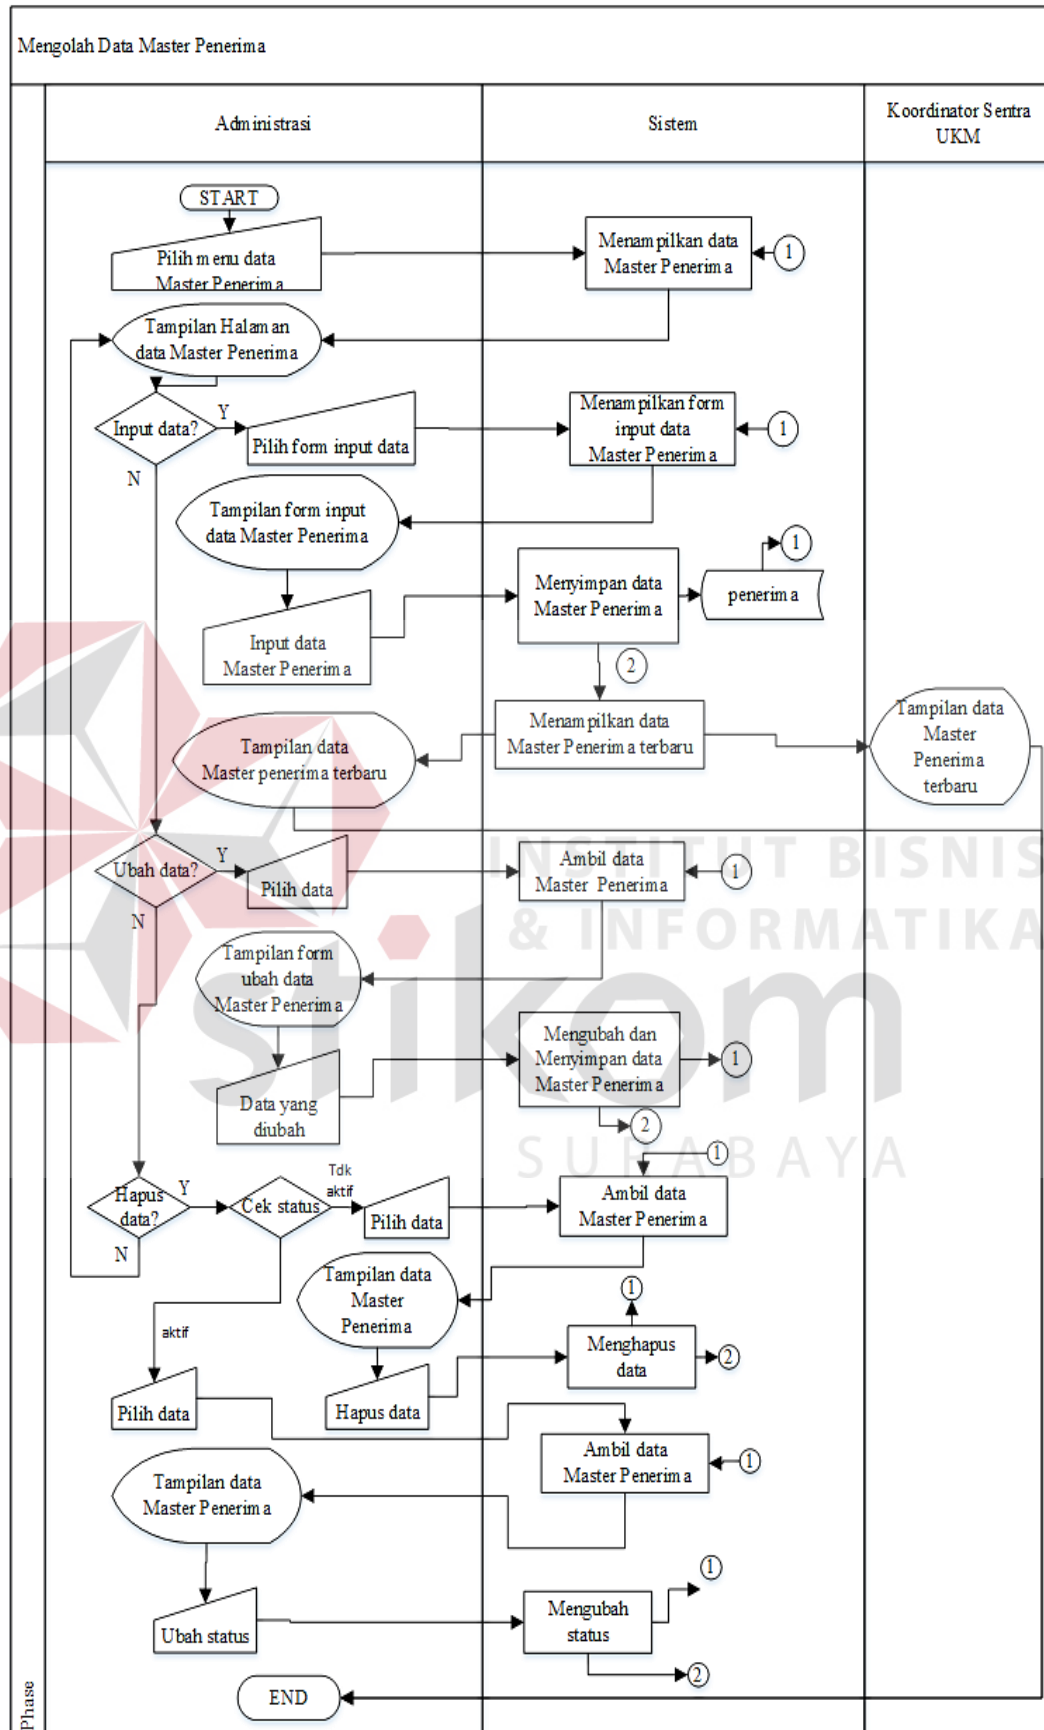 Mengolah Data Master Penerima
Administrasi
Sistem
Koordinator Sentra
UKM
START
Pilih menu data
Master Penerima
Menampilkan data
Master Penerima
1
Tampilan Halaman
data Master Penerima
Input data?
Y
N
Pilih form input data
Menampilkan form
input data
Master Penerima
1
Tampilan form input
data Master Penerima
Input data
Master Penerima
Menyimpan data
Master Penerima
penerima
1
2
Menampilkan data
Master Penerima terbaru
Tampilan data
Master penerima terbaru
Tampilan data
Master
Penerima
terbaru
Ubah data?
Y
N
Pilih data
Ambil data
Master Penerima
1
INSTITUT BISNIS
& INFORMATIKA
stikom
SURABAYA
Tampilan form
ubah data
Master Penerima
Data yang
diubah
Mengubah dan
Menyimpan data
Master Penerima
1
2
Hapus
data?
Y
N
Cek status
Tdk
aktif
Pilih data
Ambil data
Master Penerima
1
Tampilan data
Master
Penerima
Hapus data
Menghapus
data
1
2
aktif
Pilih data
Ambil data
Master Penerima
1
Tampilan data
Master Penerima
Ubah status
Mengubah
status
1
2
END
Phase